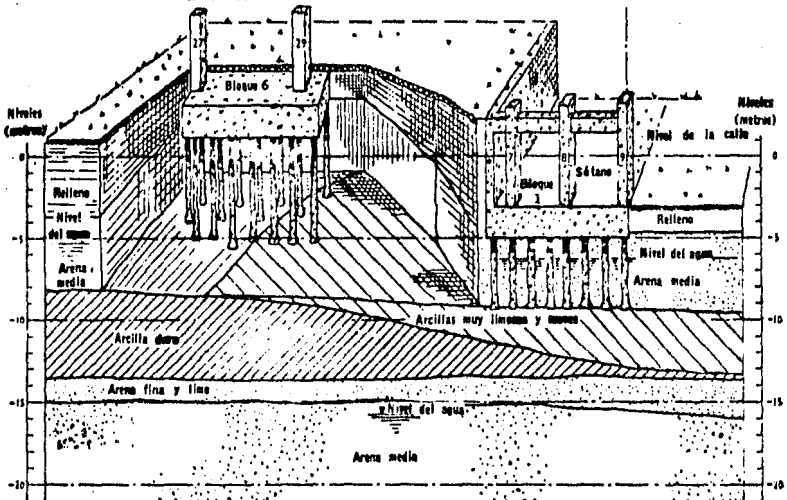 27
29
Bloque 6
Niveles
(metros)
Niveles
(metros)
Nivel de la calle
0
0
7
8
9
Sótano
Bloque
1
Relleno
Nivel
del agua
Relleno
-5
-5
Nivel del agua
Arena
media
Arena media
-10
Arcillas muy limosas y
-10
Arcilla dura
Arena fina y limo
-15
Nivel del agua
-15
Arena media